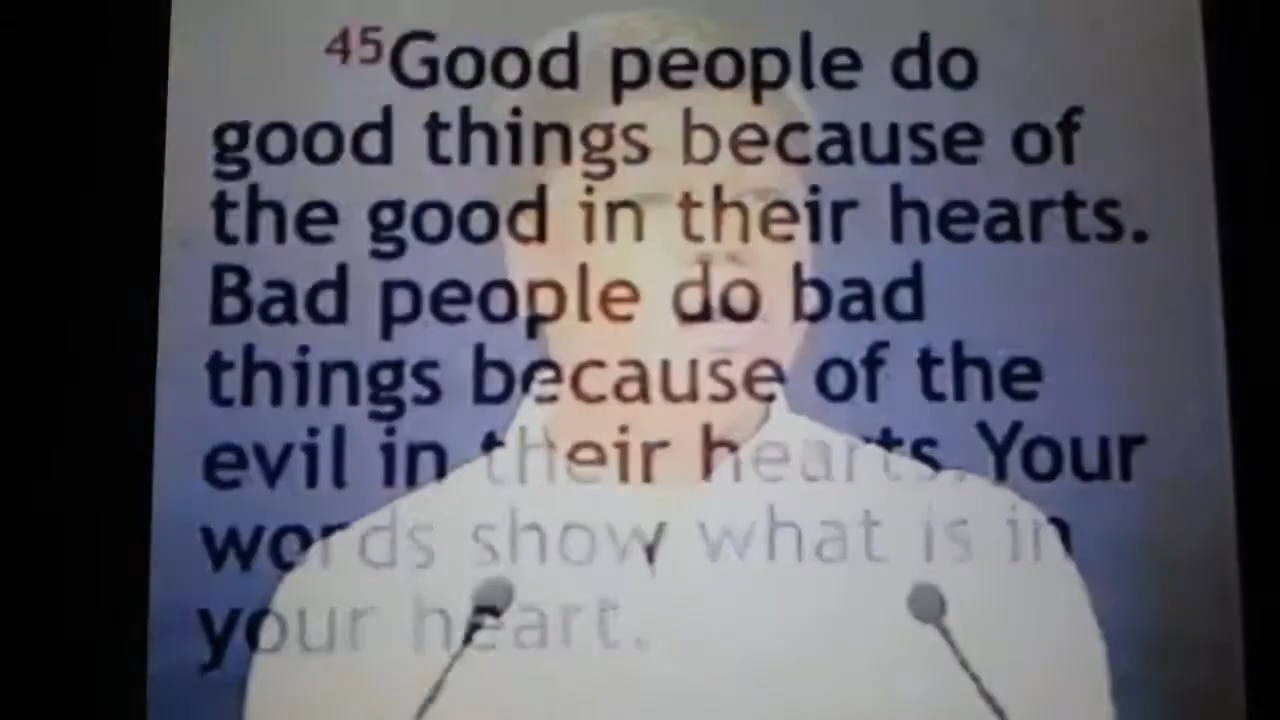 45Good people do
good things because of
the good in their hearts.
Bad people do bad
things because of the
evil in their hearts. Your
words show what is in
your heart.